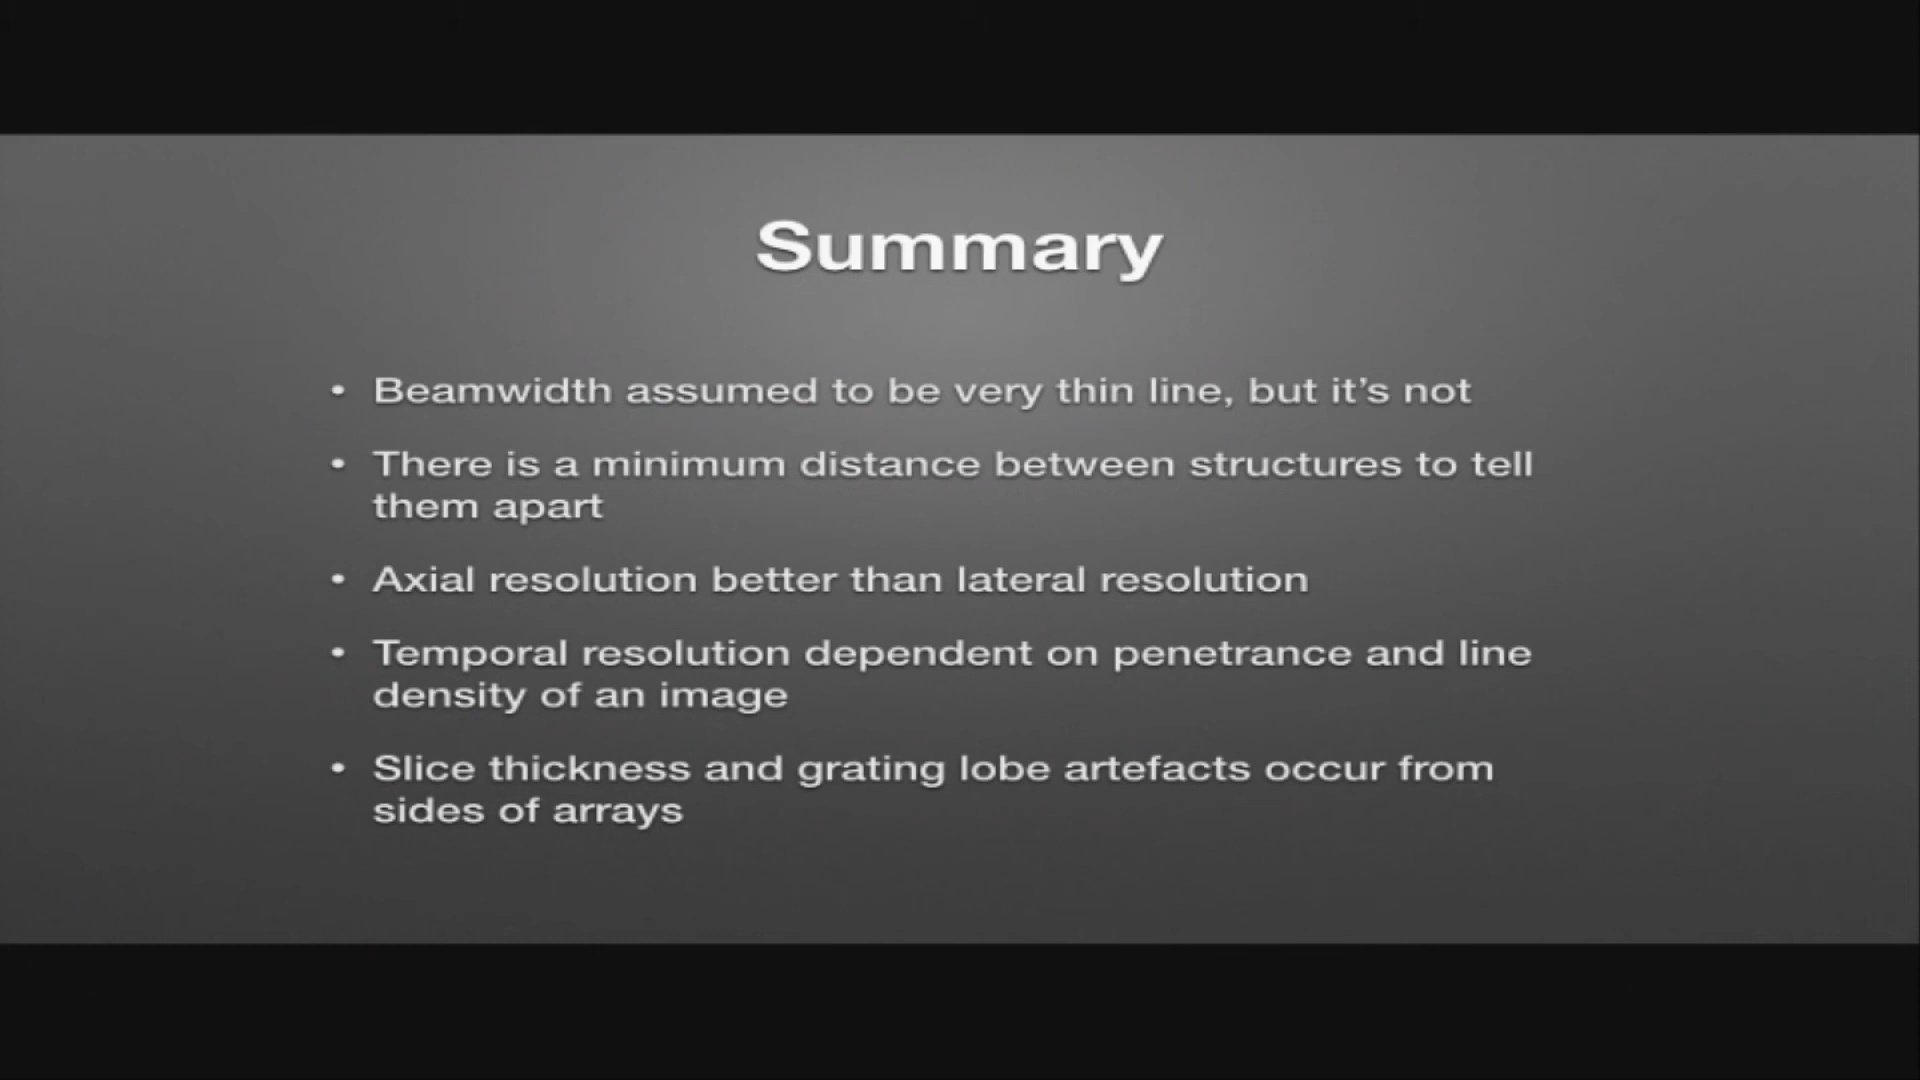 Summary
• Beamwidth assumed to be very thin line, but it’s not
• There is a minimum distance between structures to tell
them apart
• Axial resolution better than lateral resolution
• Temporal resolution dependent on penetrance and line
density of an image
• Slice thickness and grating lobe artefacts occur from
sides of arrays